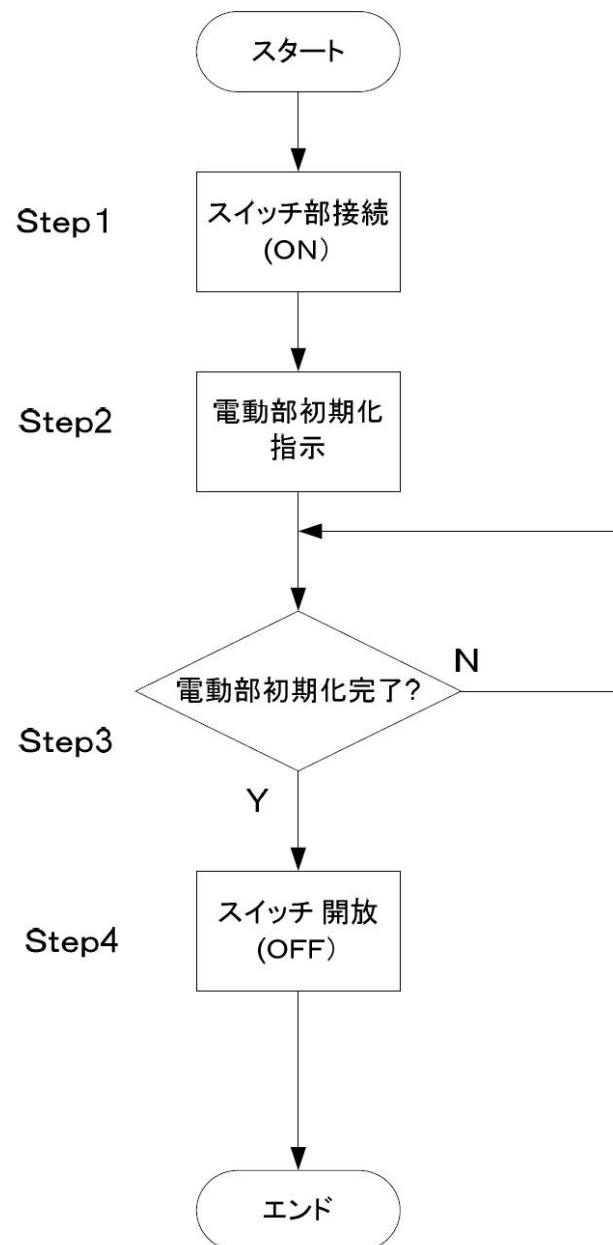 スタート
Step1
スイッチ部接続
(ON)
Step2
電動部初期化
指示
電動部初期化完了?
N
Step3
Y
スイッチ 開放
(OFF)
Step4
エンド